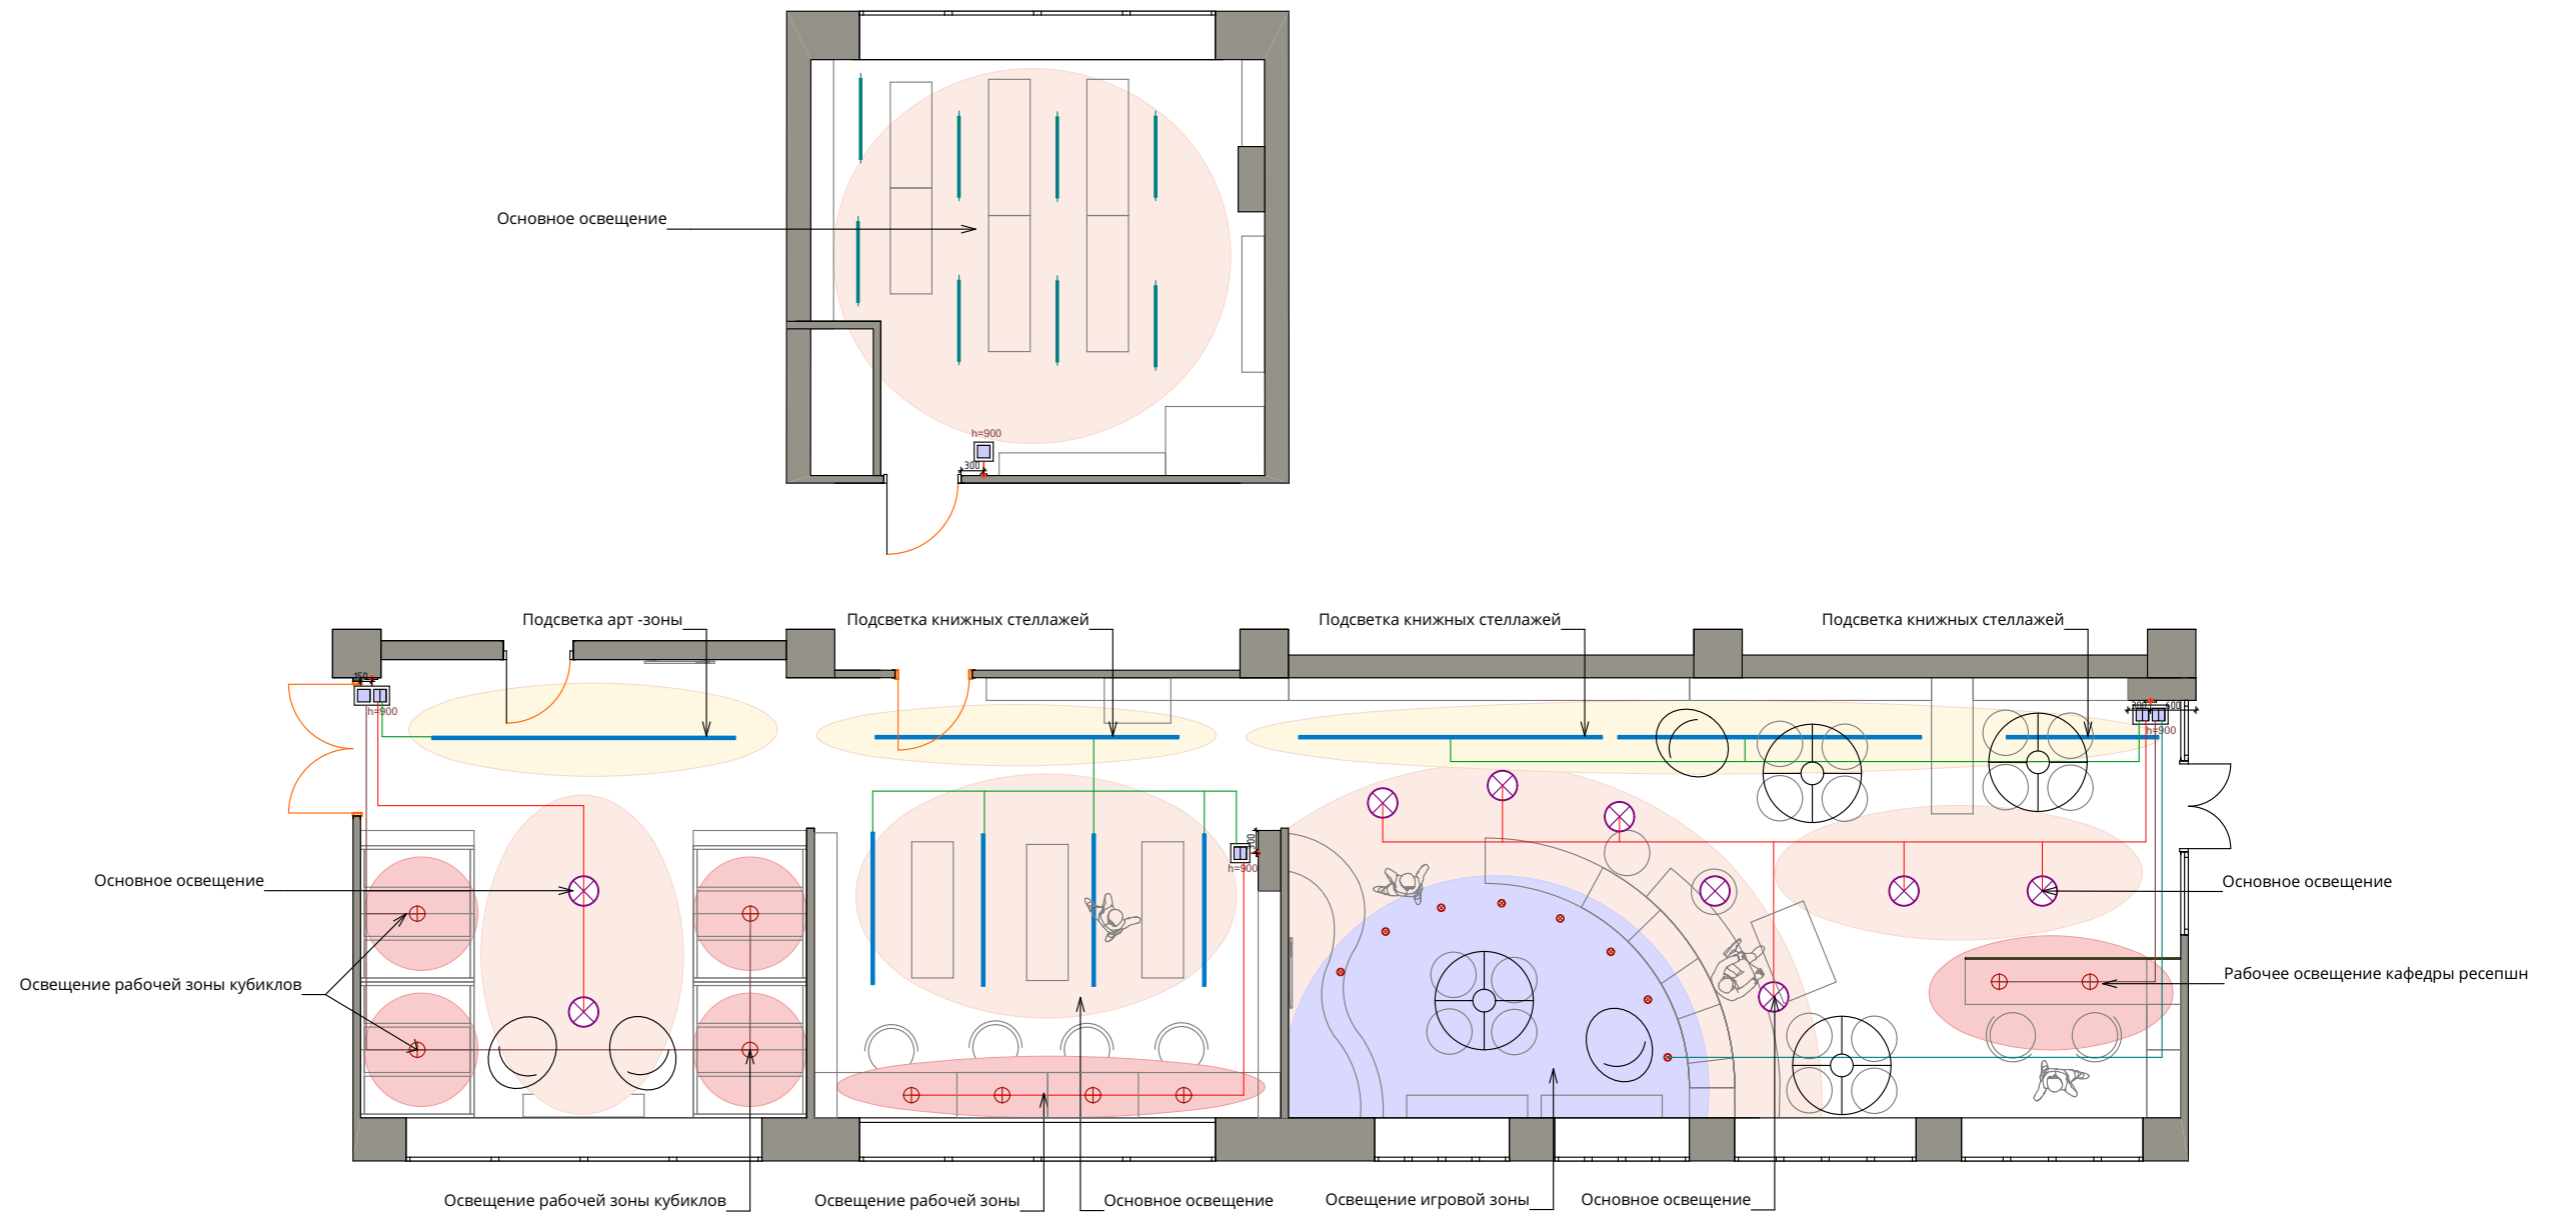 Основное освещение
h=900
300
Подсветка арт -зоны
Подсветка книжных стеллажей
Подсветка книжных стеллажей
Подсветка книжных стеллажей
150
h=900
600
h=900
h=900
Основное освещение
Основное освещение
Рабочее освещение кафедры ресепшн
Освещение рабочей зоны кубиклов
Освещение рабочей зоны кубиклов
Освещение рабочей зоны
Основное освещение
Освещение игровой зоны
Основное освещение